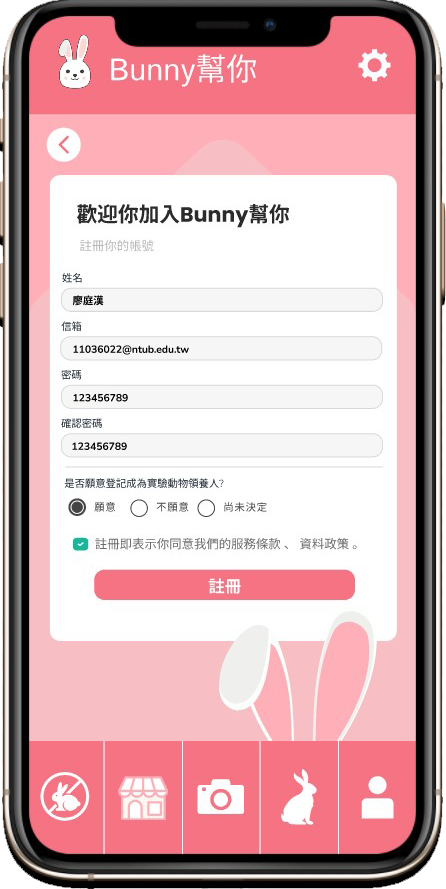 Bunny幫你
歡迎你加入Bunny幫你
註冊你的帳號
姓名
廖庭漢
信箱
11036022@ntub.edu.tw
密碼
123456789
確認密碼
123456789
是否願意登記成為實驗動物領養人?
願意 不願意 尚未決定
註冊即表示你同意我們的服務條款 、 資料政策 。
註冊